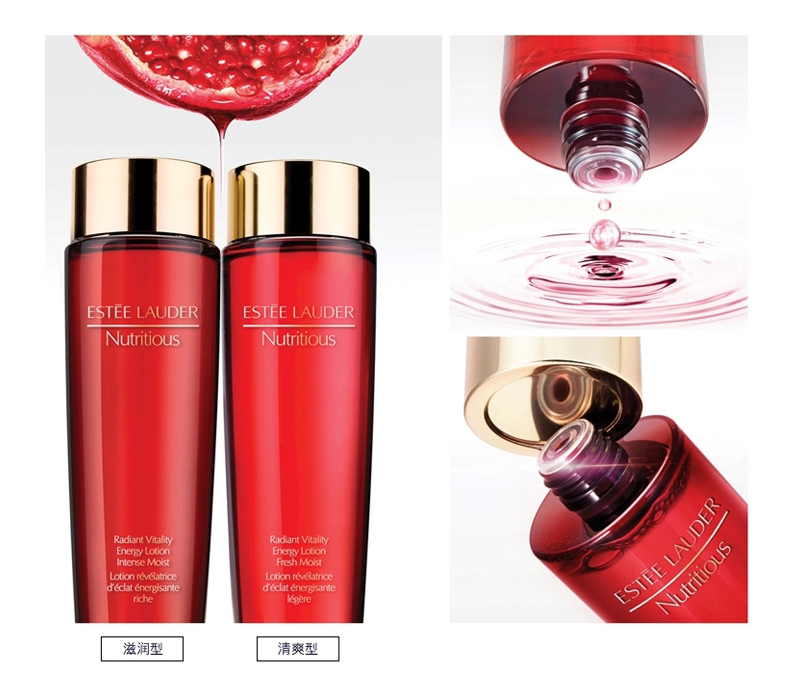 ESTĒE LAUDER
Nutritious
Radiant Vitality
Energy Lotion
Intense Moist
Lotion révélatrice
d'éclat énergisante
riche
ESTĒE LAUDER
Nutritious
Radiant Vitality
Energy Lotion
Fresh Moist
Lotion révélatrice
d'éclat énergisante
légère
ESTĒE LAUDER
Nutritious
滋润型
清爽型